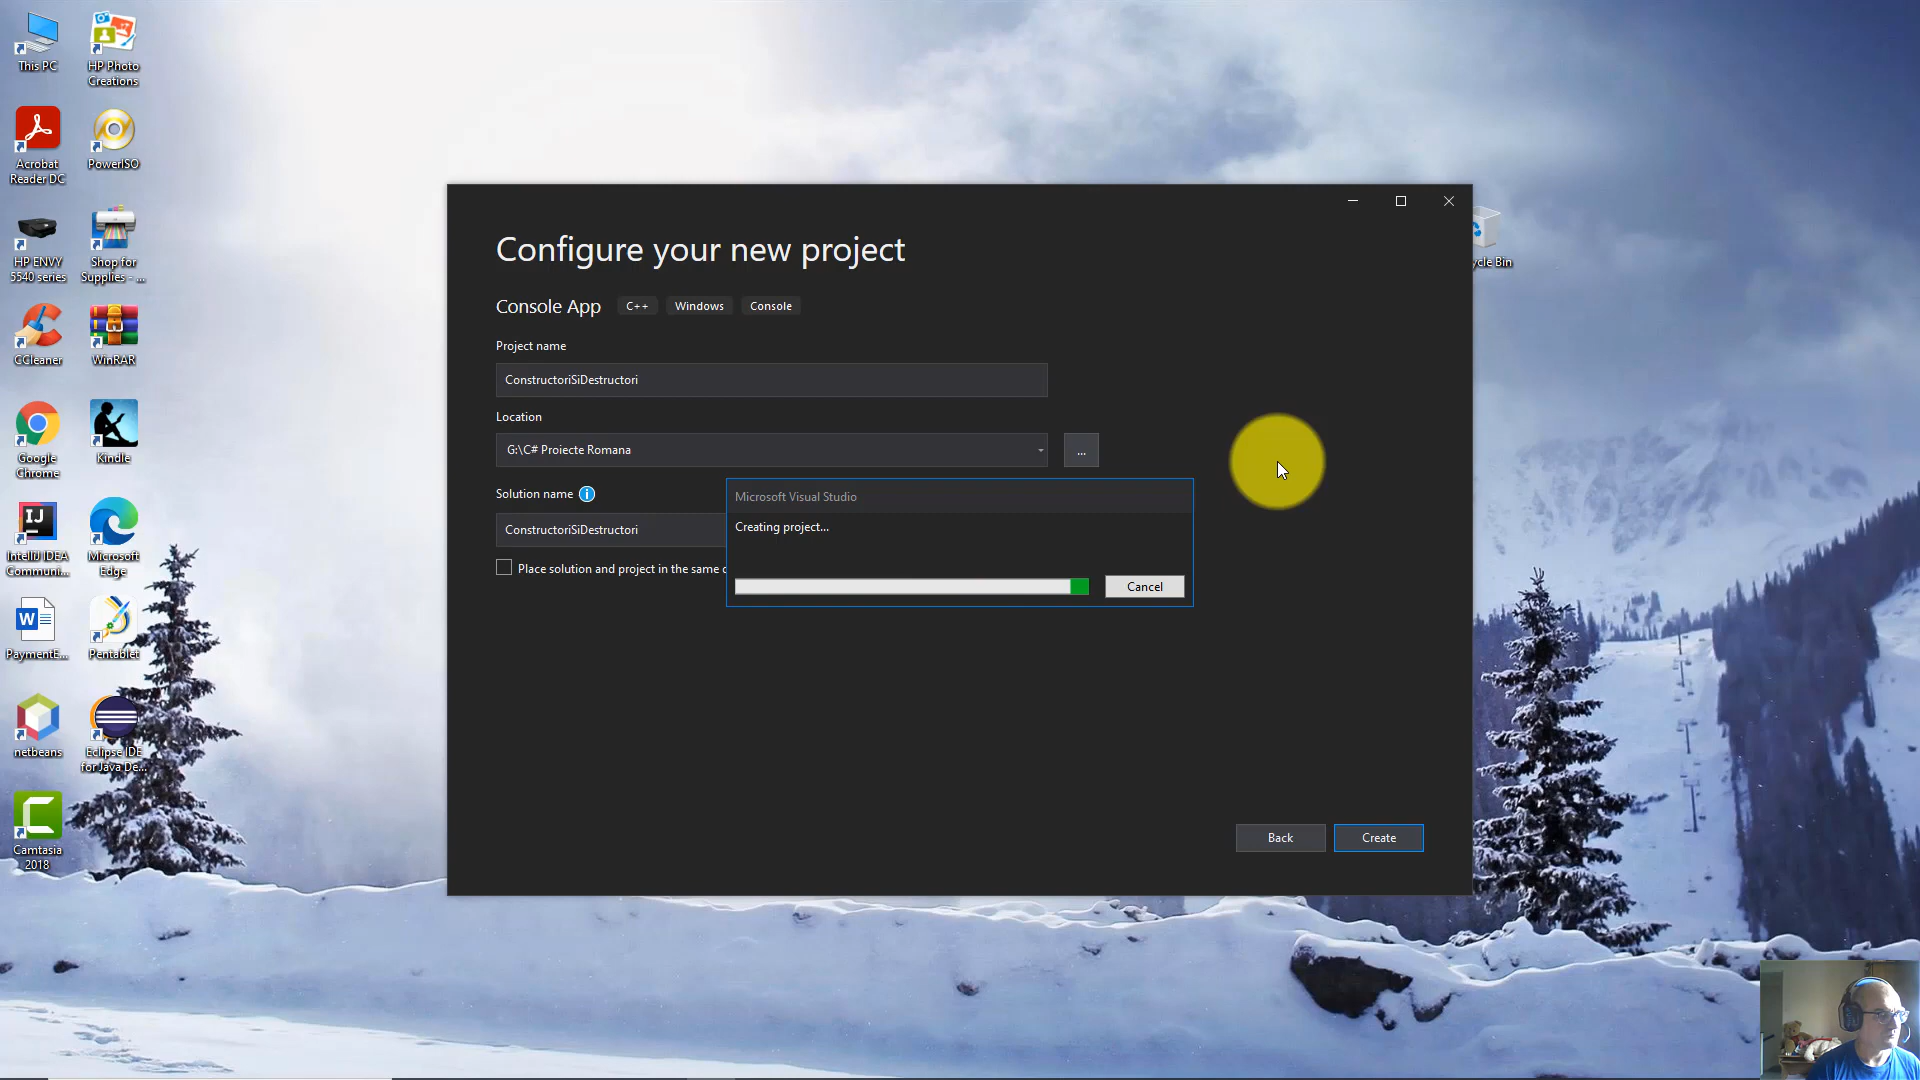 This PC
HP Photo
Creations
Acrobat
Reader DC
PowerISO
HP ENVY
5540 series
Shop for
Supplies - ...
CCleaner
WinRAR
Google
Chrome
Kindle
IntelliJ IDEA
Communi...
Microsoft
Edge
PaymentE...
Pentablet
netbeans
Eclipse IDE
for Java De...
Camtasia
2018
cycle Bin
Configure your new project
Console App
C++
Windows
Console
Project name
ConstructoriSiDestructori
Location
G:\C# Proiecte Romana
...
Solution name
ConstructoriSiDestructori
Place solution and project in the same
Microsoft Visual Studio
Creating project...
Cancel
Back
Create